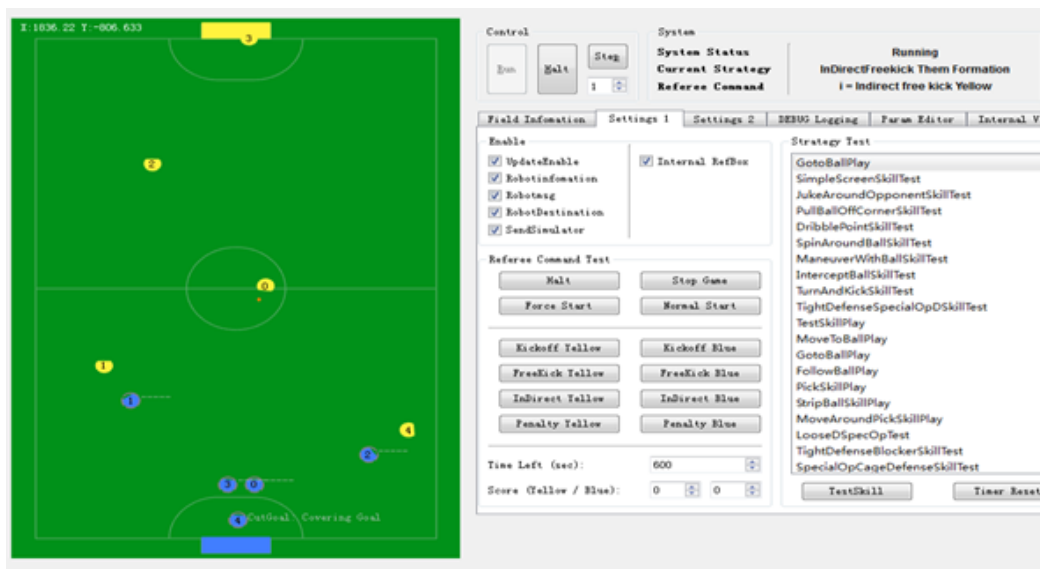 X:1836.22 Y:-806.633
3
2
0
1
1
4
2
3 0
4 CutGoal: Covering Goal
Control
Run
Halt
Step
1
System
System Status Running
Current Strategy InDirectFreekick Them Formation
Referee Command i = Indirect free kick Yellow
Field Infomation Settings 1 Settings 2 DEBUG Logging Param Editor Internal V
Enable
UpdateEnable
Internal RefBox
Robotinfomation
Robotmsg
RobotDestination
SendSimulator
Referee Command Test
Halt Stop Game
Force Start Normal Start
Kickoff Yellow Kickoff Blue
FreeKick Yellow FreeKick Blue
InDirect Yellow InDirect Blue
Penalty Yellow Penalty Blue
Time Left (sec): 600
Score (Yellow / Blue): 0 0
Strategy Test
GotoBallPlay
SimpleScreenSkillTest
JukeAroundOpponentSkillTest
PullBallOffCornerSkillTest
DribblePointSkillTest
SpinAroundBallSkillTest
ManeuverWithBallSkillTest
InterceptBallSkillTest
TurnAndKickSkillTest
TightDefenseSpecialOpDSkillTest
TestSkillPlay
MoveToBallPlay
GotoBallPlay
FollowBallPlay
PickSkillPlay
StripBallSkillPlay
MoveAroundPickSkillPlay
LooseDSpecOpTest
TightDefenseBlockerSkillTest
SpecialOpCageDefenseSkillTest
TestSkill Timer Reset